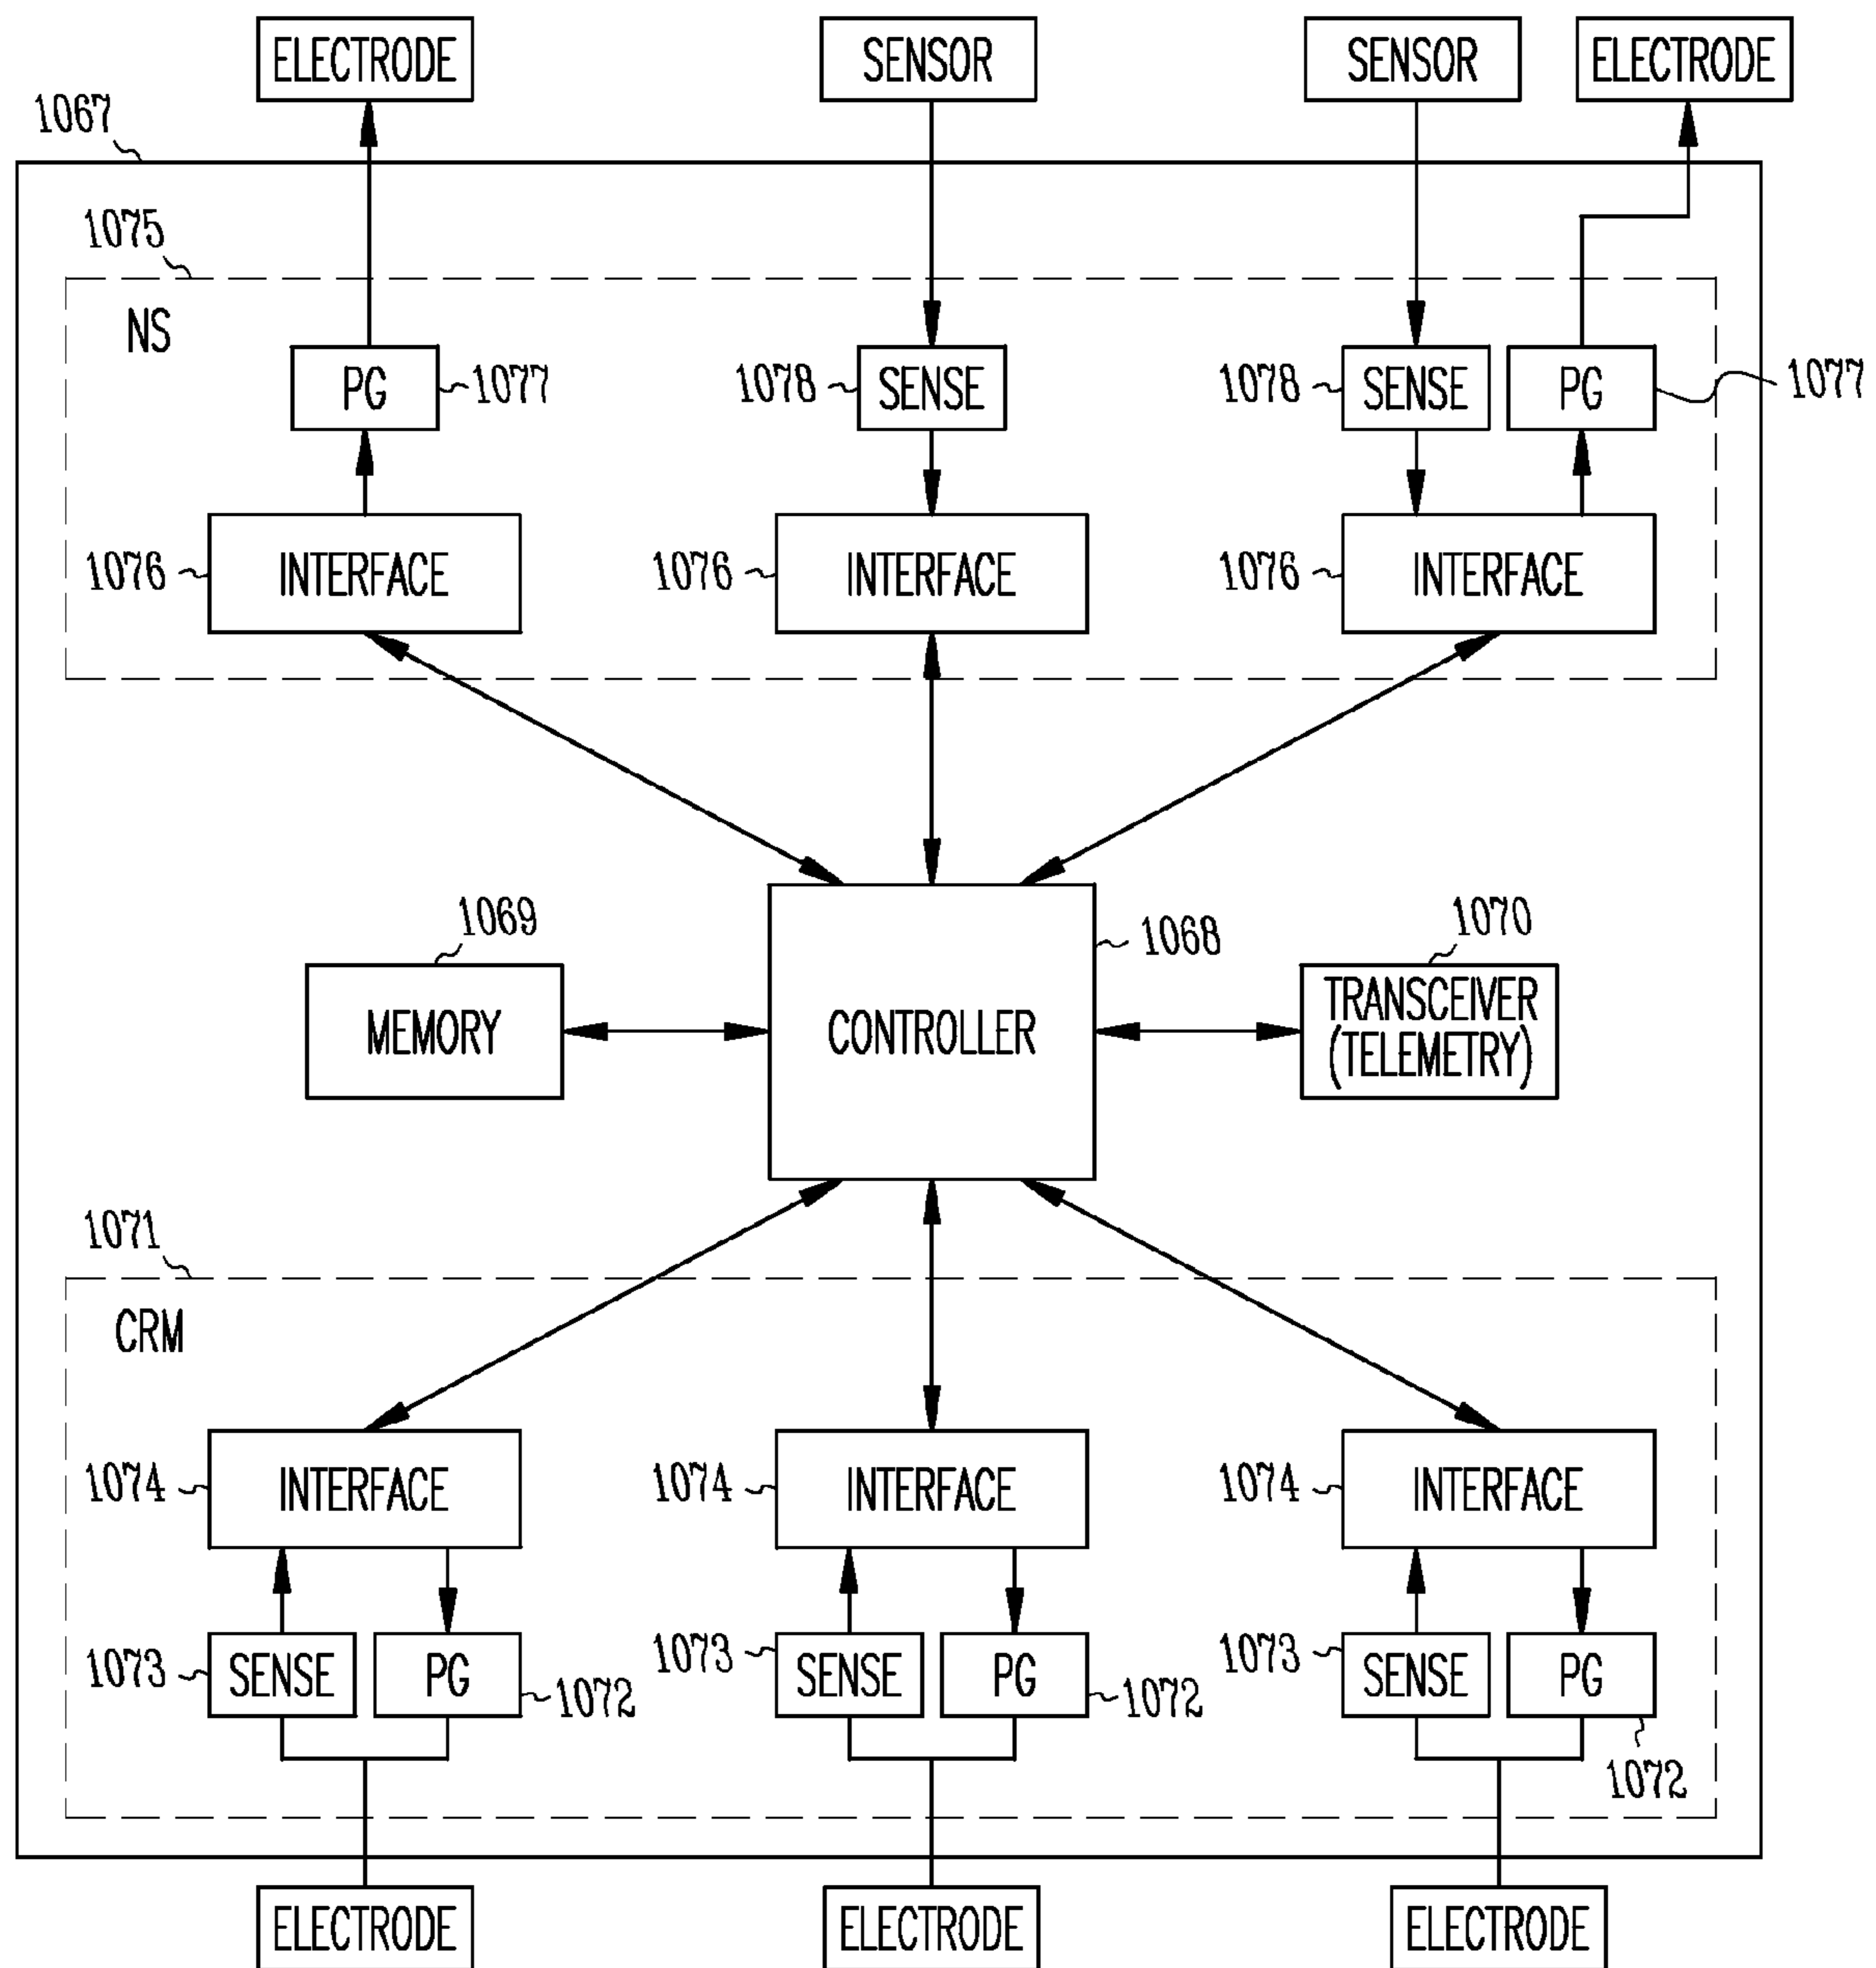 ELECTRODE
SENSOR
SENSOR
ELECTRODE
1067
1075
NS
PG
1077
1078
SENSE
1078
SENSE
PG
1077
1076
INTERFACE
1076
INTERFACE
1076
INTERFACE
1069
MEMORY
CONTROLLER
1068
1070
TRANSCEIVER
(TELEMETRY)
1071
CRM
1074
INTERFACE
1074
INTERFACE
1074
INTERFACE
1073
SENSE
PG
1072
1073
SENSE
PG
1072
1073
SENSE
PG
1072
ELECTRODE
ELECTRODE
ELECTRODE